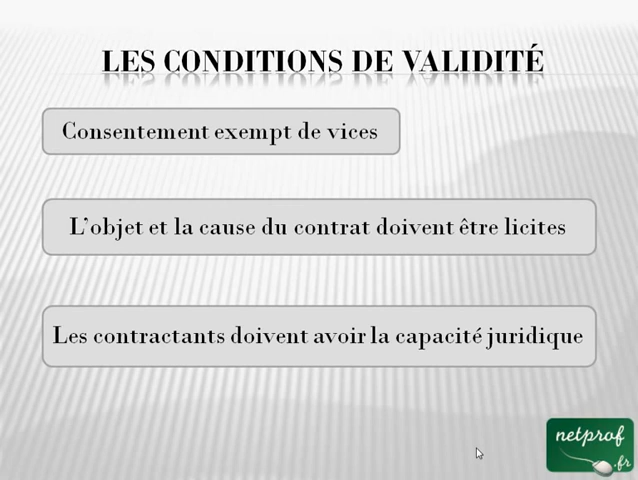 LES CONDITIONS DE VALIDITÉ
Consentement exempt de vices
L'objet et la cause du contrat doivent être licites
Les contractants doivent avoir la capacité juridique
netprof
.fr